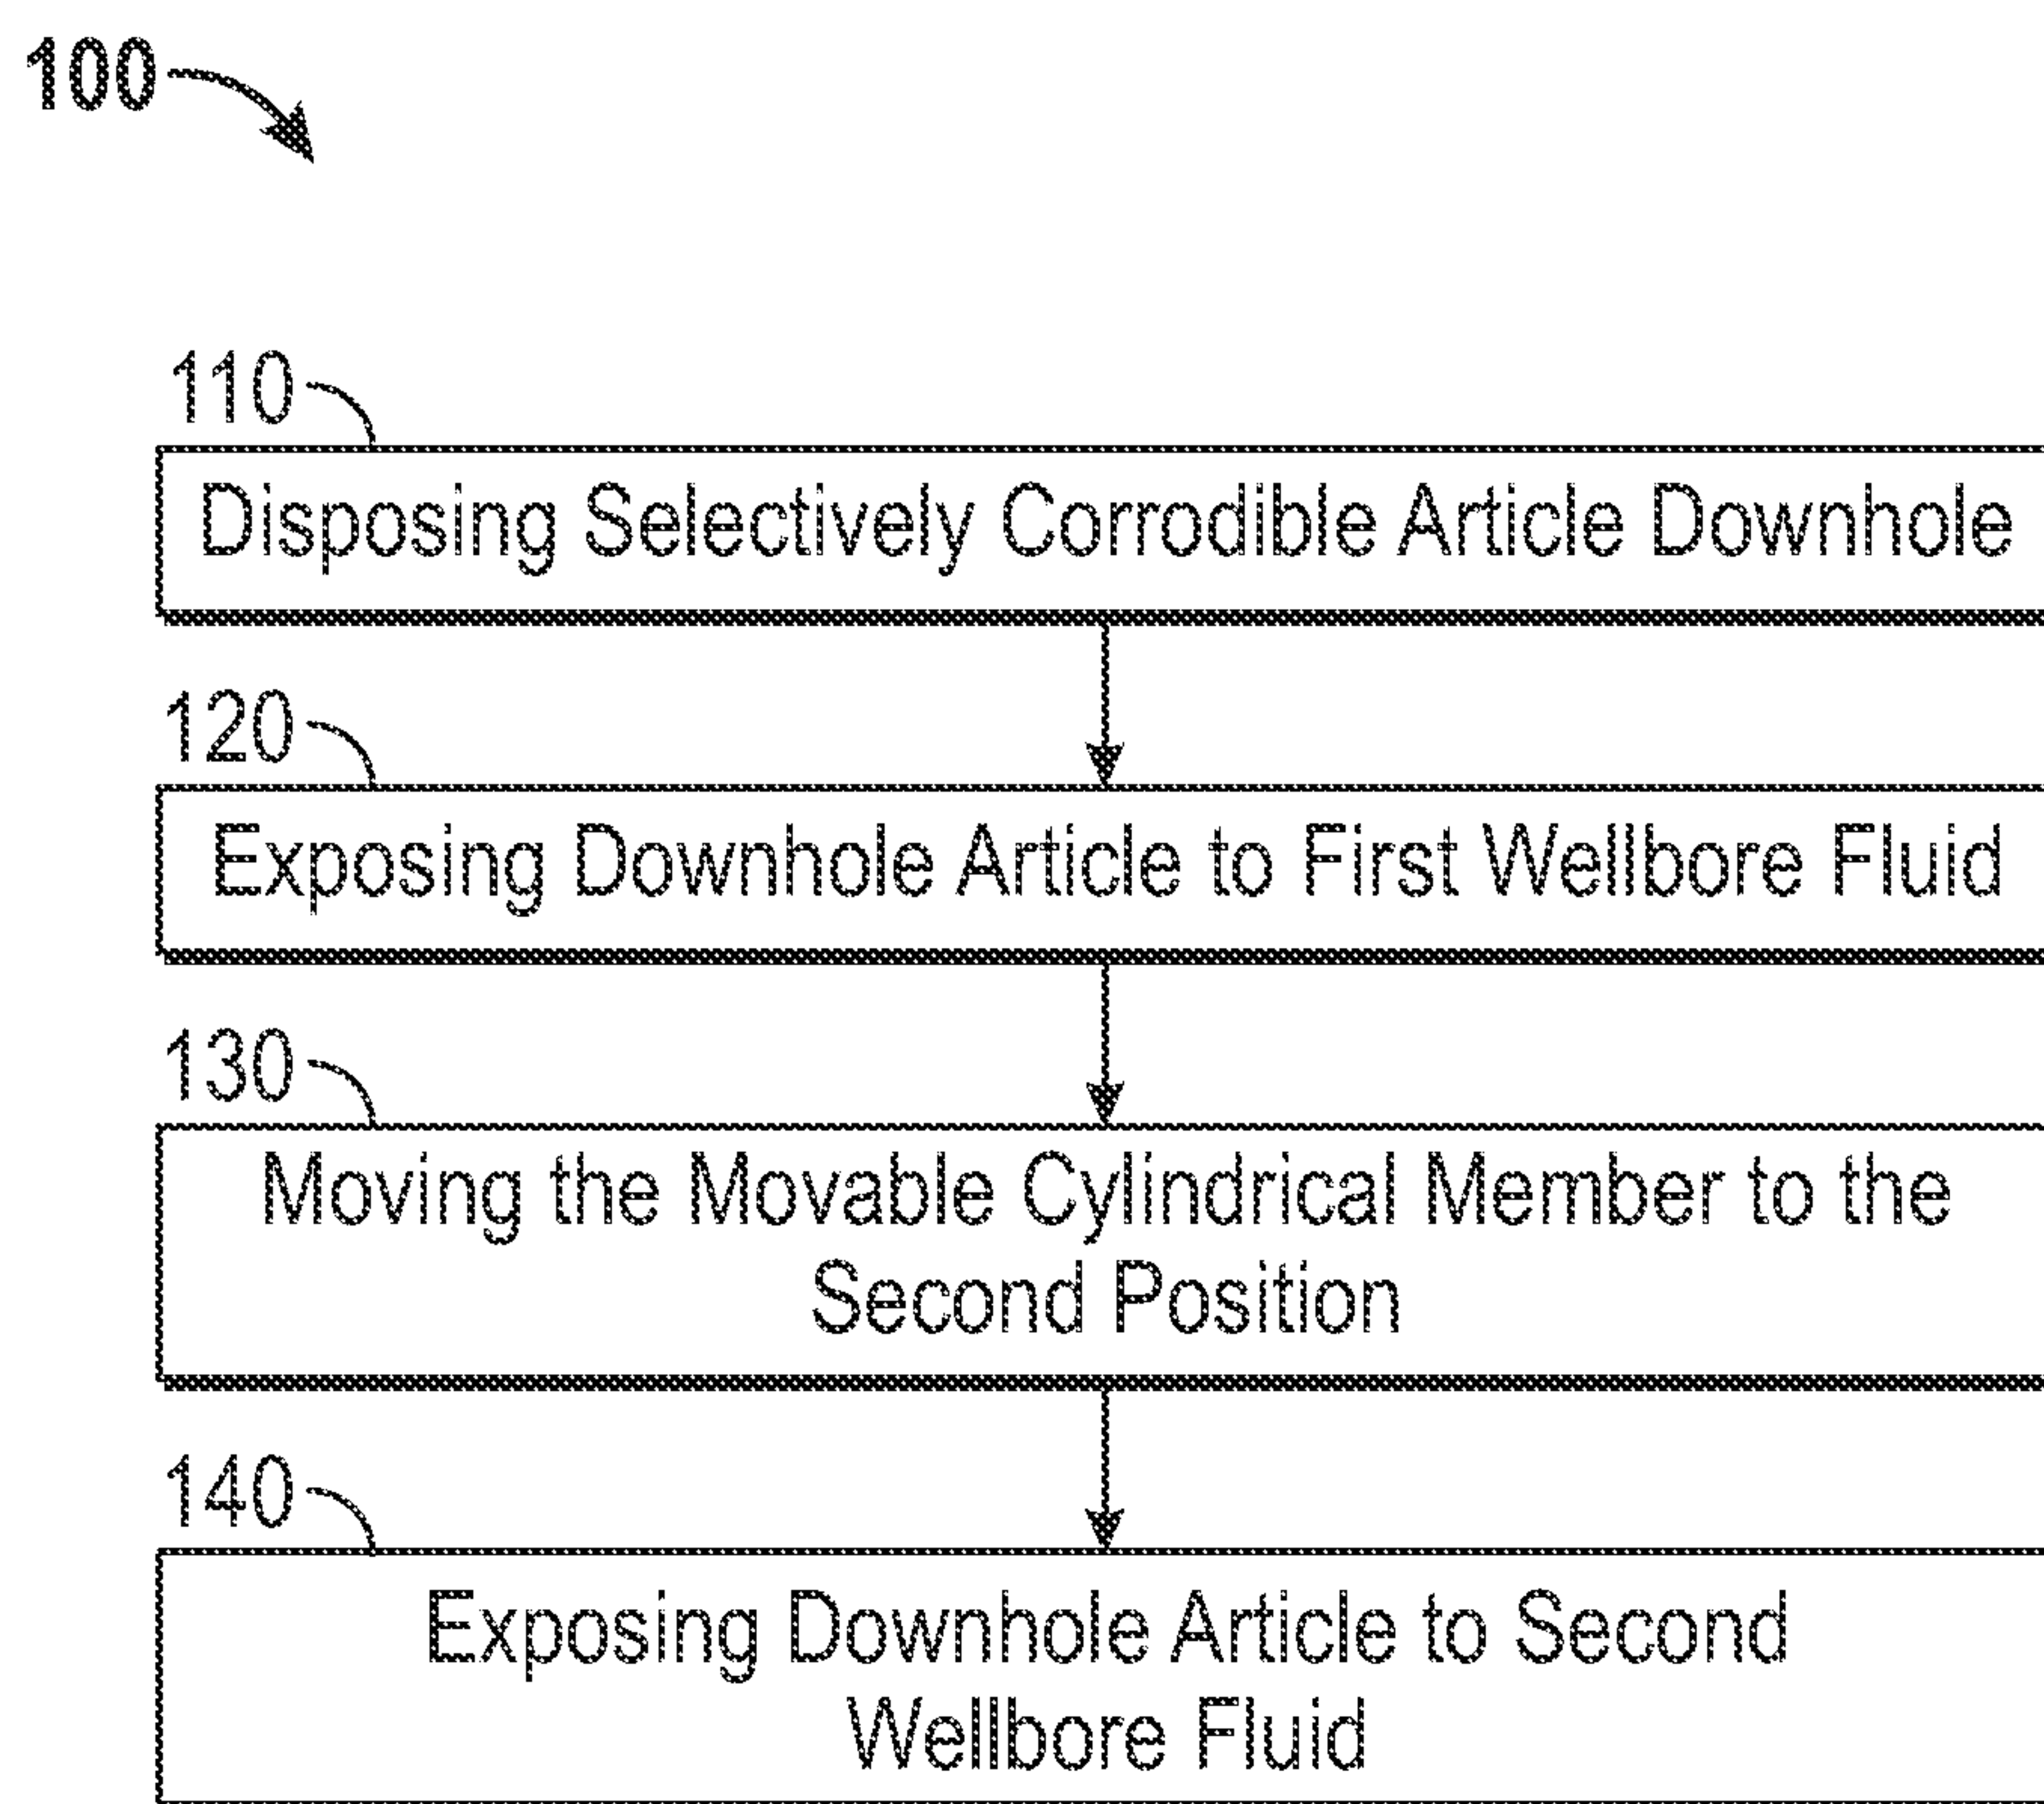 100
110
Disposing Selectively Corrodible Article Downhole
120
Exposing Downhole Article to First Wellbore Fluid
130
Moving the Movable Cylindrical Member to the
Second Position
140
Exposing Downhole Article to Second
Wellbore Fluid